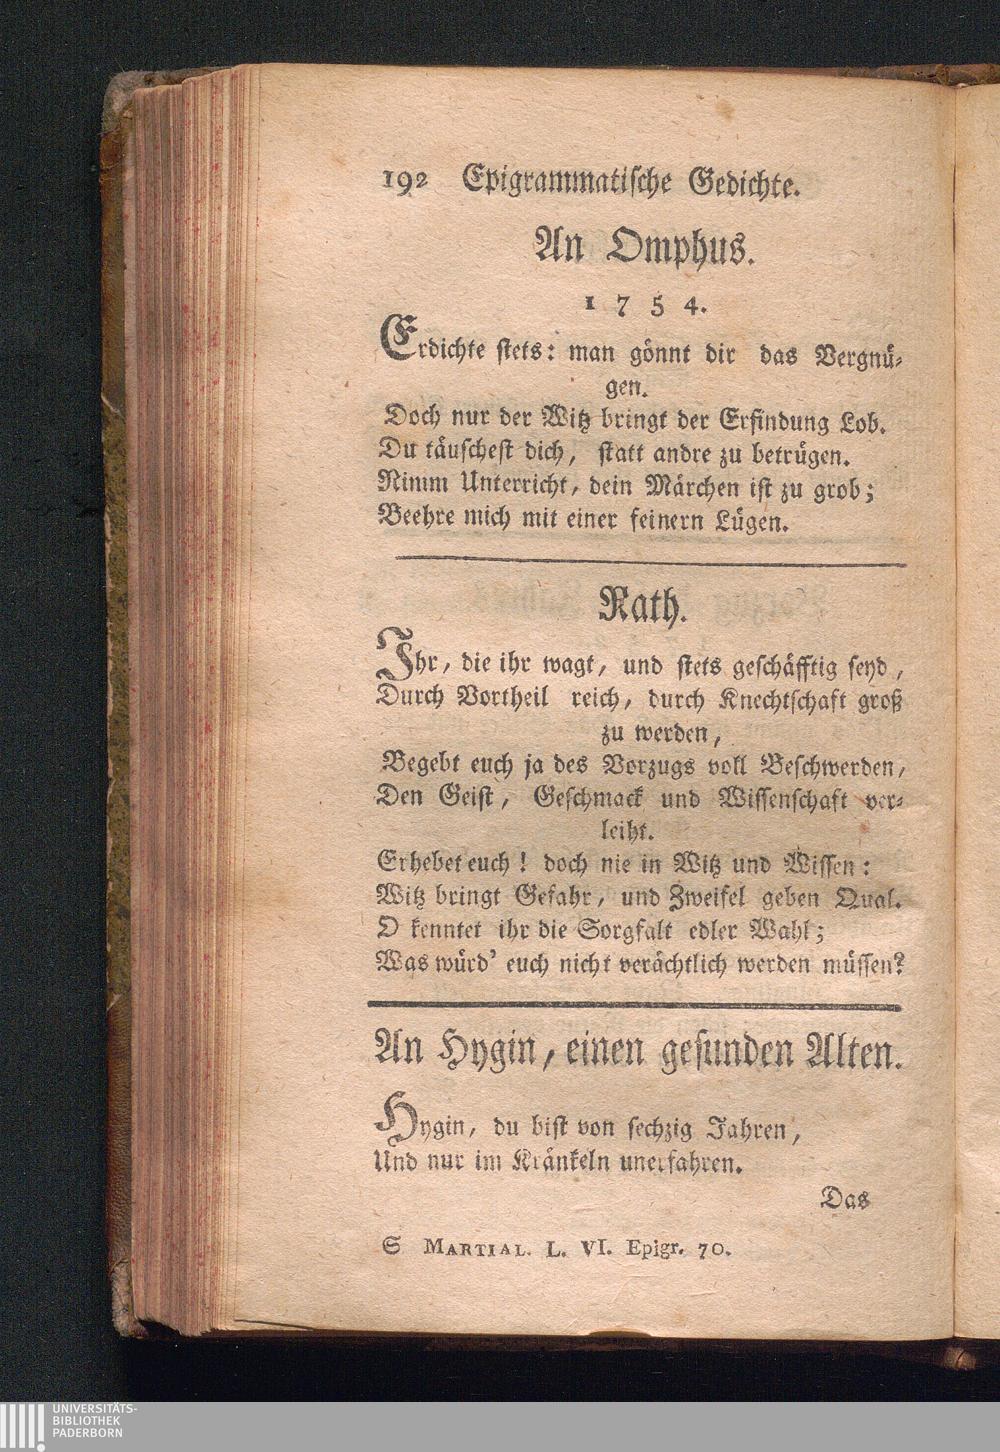 192 Epigrammatische Gedichte.
An Omphus.
1 7 5 4.
Erdichte stets: man gönnt dir das Vergnü-
gen.
Doch nur der Witz bringt der Erfindung Lob.
Du täuschest dich, statt andre zu betrügen.
Nimm Unterricht, dein Märchen ist zu grob;
Beehre mich mit einer feinern Lügen.
Rath.
Ihr, die ihr wagt, und stets geschäfftig seyd,
Durch Vortheil reich, durch Knechtschaft groß
zu werden,
Begebt euch ja des Vorzugs voll Beschwerden,
Den Geist, Geschmack und Wissenschaft ver-
leiht.
Erhebet euch! doch nie in Witz und Wissen:
Witz bringt Gefahr, und Zweifel geben Qual.
O kenntet ihr die Sorgfalt edler Wahl;
Was würd' euch nicht verächtlich werden müssen?
An Hygin, einen gesunden Alten.
Hygin, du bist von sechzig Jahren,
Und nur im Kränkeln unerfahren.
Das
S MARTIAL. L. VI. Epigr. 70.
UNIVERSITÄTS-
BIBLIOTHEK
PADERBORN